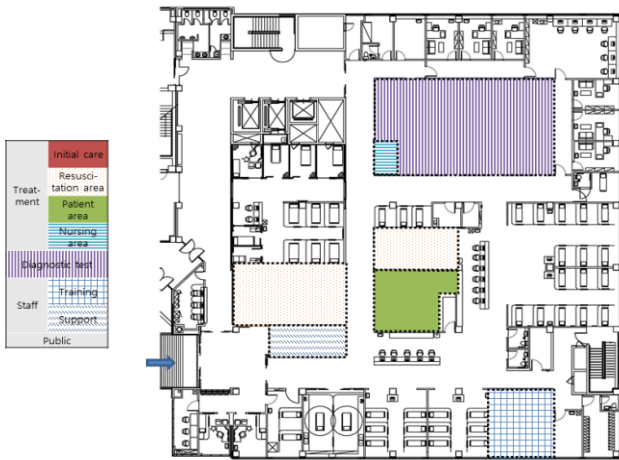 Initial care
Treat-
ment
Resusci-
tation area
Patient
area
Nursing
area
Diagnostic test
Staff
Training
Support
Public